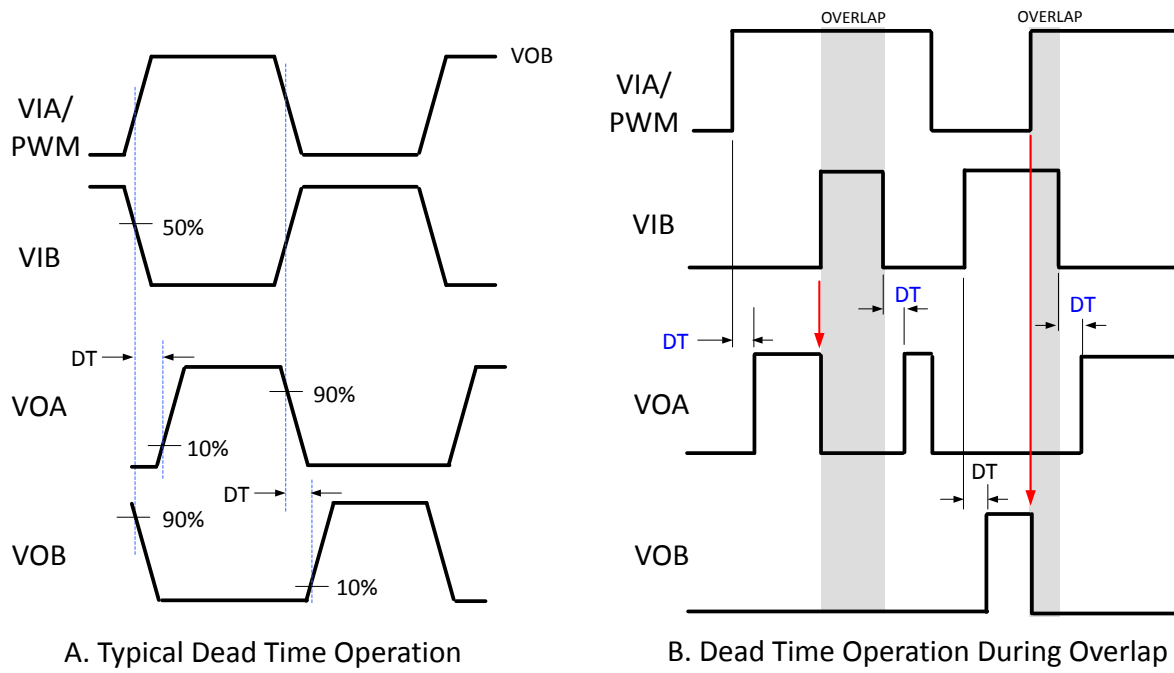 VOB
VIA/
PWM
50%
VIB
DT
VOA
90%
10%
DT
90%
VOB
10%
A. Typical Dead Time Operation
OVERLAP
OVERLAP
VIA/
PWM
VIB
DT
DT
DT
VOA
DT
VOB
B. Dead Time Operation During Overlap